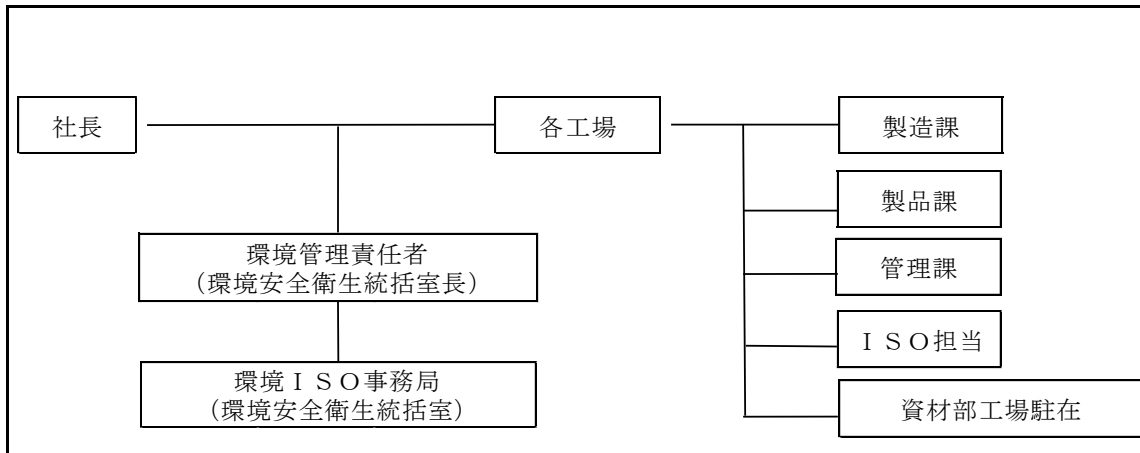 社長
各工場
製造課
製品課
環境管理責任者
（環境安全衛生統括室長）
管理課
ＩＳＯ担当
環境ＩＳＯ事務局
（環境安全衛生統括室）
資材部工場駐在